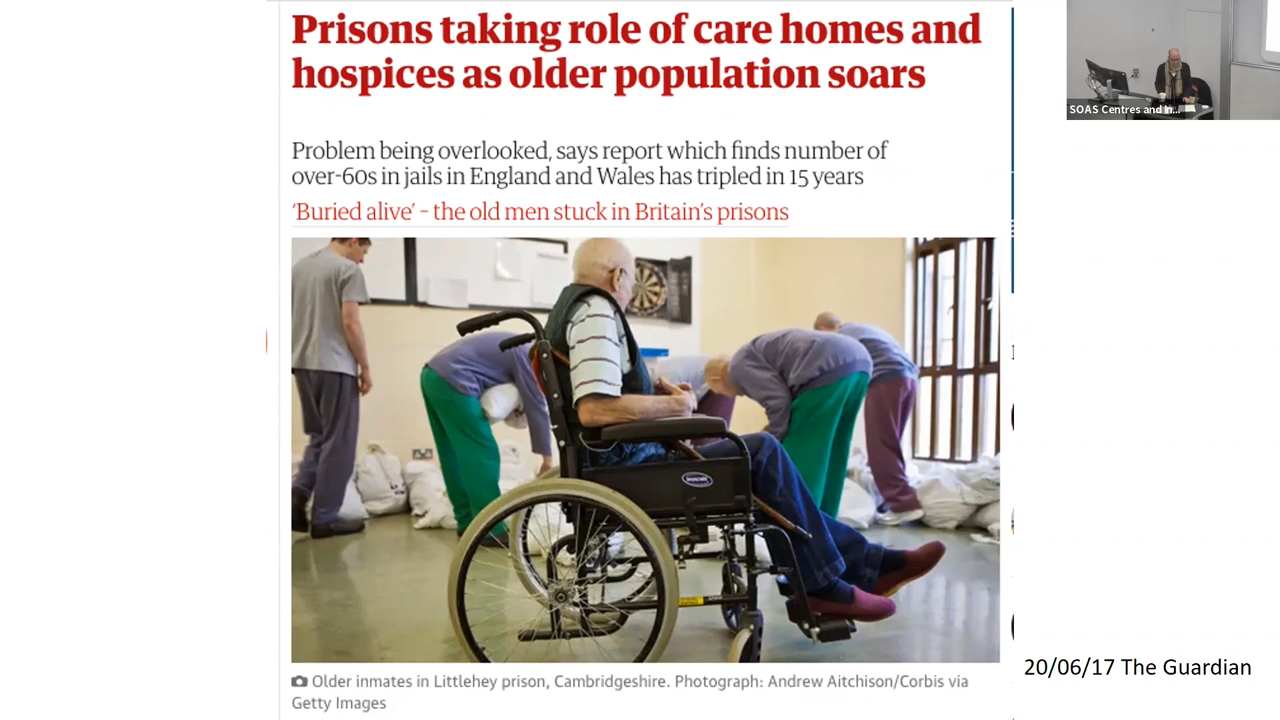 Prisons taking role of care homes and
hospices as older population soars
SOAS Centres and In...
Problem being overlooked, says report which finds number of
over-60s in jails in England and Wales has tripled in 15 years
‘Buried alive’ – the old men stuck in Britain’s prisons
20/06/17 The Guardian
Older inmates in Littlehey prison, Cambridgeshire. Photograph: Andrew Aitchison/Corbis via
Getty Images